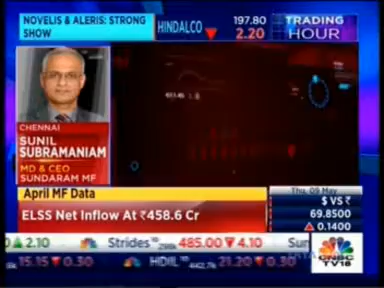 NOVELIS & ALERIS: STRONG
SHOW
HINDALCO
197.80
2.20
TRADING
HOUR
CHENNAI
SUNIL
SUBRAMANIAM
MD & CEO
SUNDARAM MF
April MF Data
ELSS Net Inflow At ₹458.6 Cr
Thu, 09 May
$ VS ₹
69.8500
0.1400
2.10
Strides
485.00
4.10
Sun
15.15
0.30
HDIL
21.20
0.30
CNBC
TV18